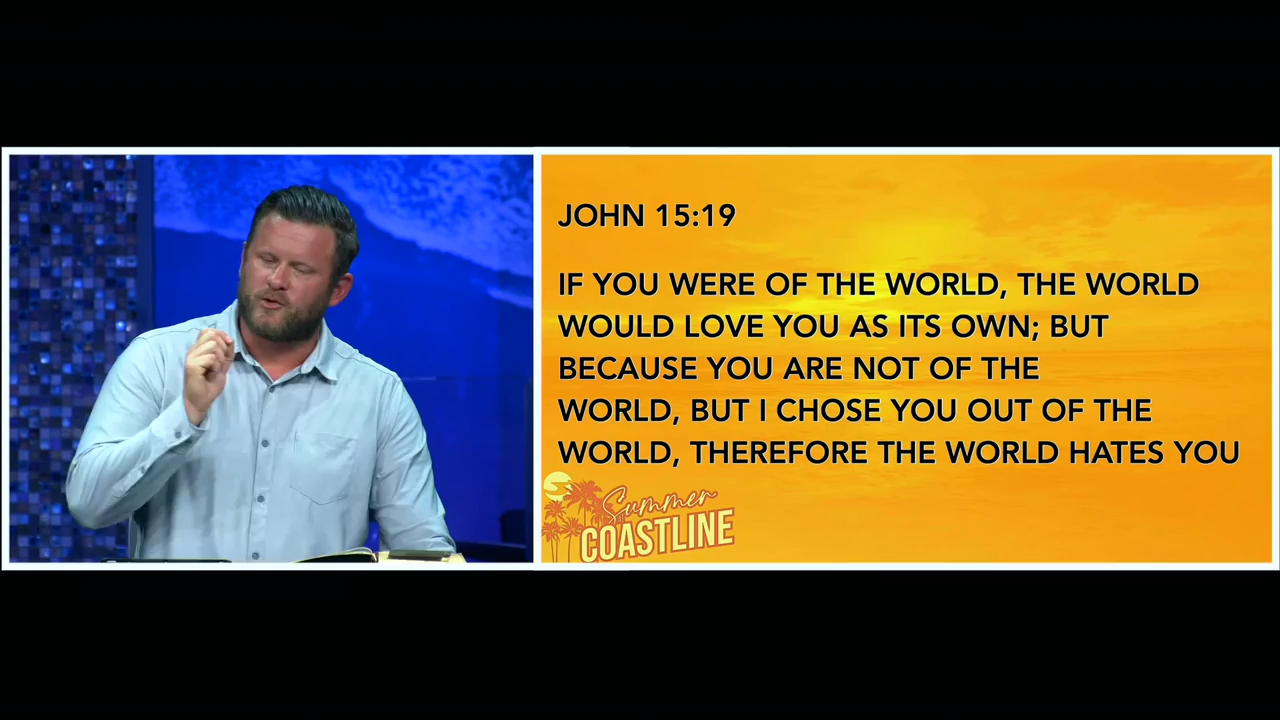 JOHN 15:19
IF YOU WERE OF THE WORLD, THE WORLD
WOULD LOVE YOU AS ITS OWN; BUT
BECAUSE YOU ARE NOT OF THE
WORLD, BUT I CHOSE YOU OUT OF THE
WORLD, THEREFORE THE WORLD HATES YOU
Summer
COASTLINE